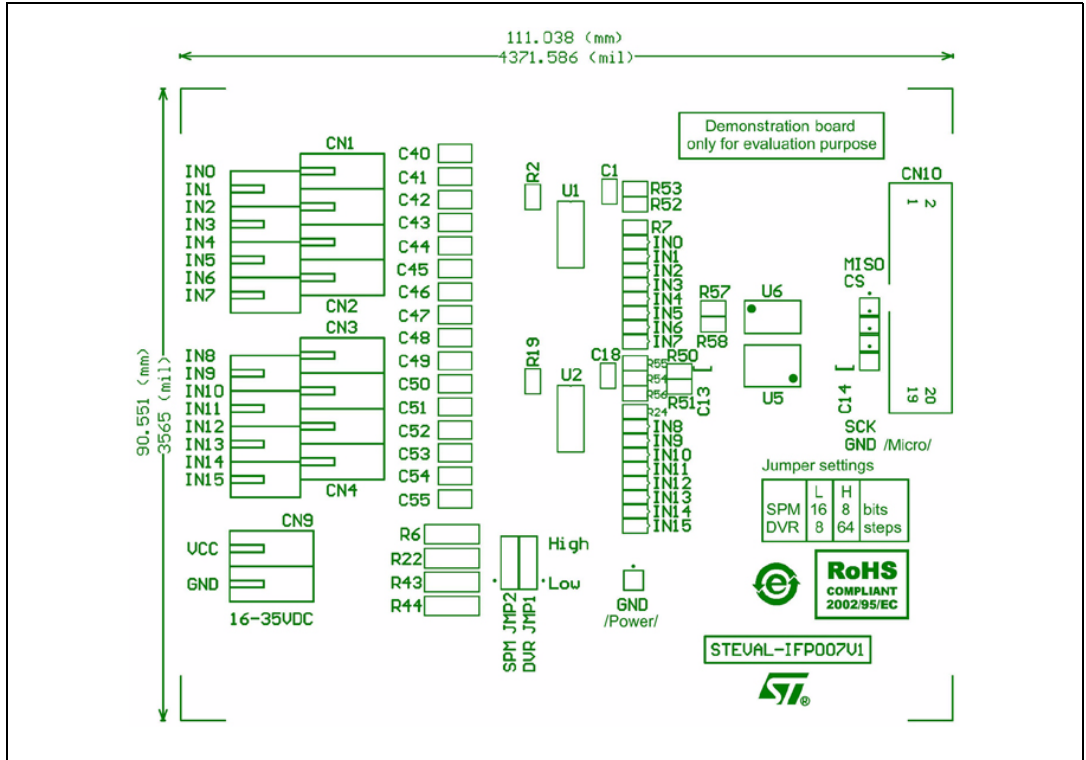 111.038 (mm)
4371.586 (mil)
90.551 (mm)
3565 (mil)
Demonstration board
only for evaluation purpose
CN1
IN0
IN1
IN2
IN3
IN4
IN5
IN6
IN7
CN2
CN3
IN8
IN9
IN10
IN11
IN12
IN13
IN14
IN15
CN4
CN9
VCC
GND
16-35VDC
C40
C41
C42
C43
C44
C45
C46
C47
C48
C49
C50
C51
C52
C53
C54
C55
R6
R22
R43
R44
R2
U1
R19
U2
C1
R53
R52
R7
IN0
IN1
IN2
IN3
IN4
IN5
IN6
IN7
C18
R55
R54
R56
R24
IN8
IN9
IN10
IN11
IN12
IN13
IN14
IN15
R50
R51
C13
R57
R58
U6
U5
CN10
1 2
19 20
MISO
CS
C14
SCK
GND /Micro/
Jumper settings
L H
SPM 16 8 bits
DVR 8 64 steps
High
Low
SPM JMP2
DVR JMP1
GND
/Power/
e
RoHS
COMPLIANT
2002/95/EC
STEVAL-IFP007V1
ST®